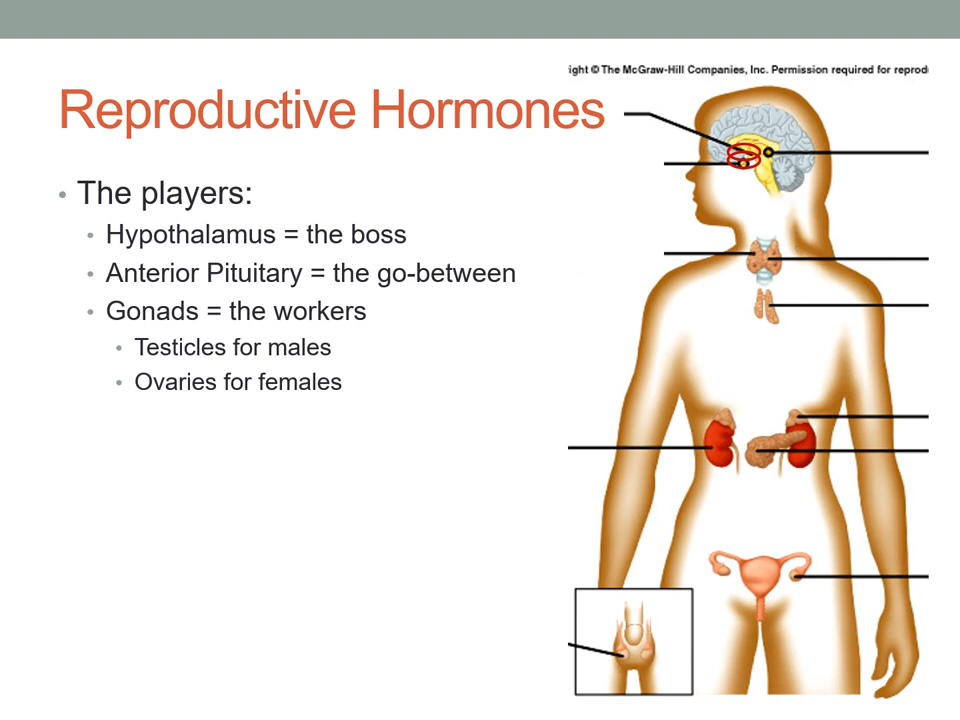 ight © The McGraw-Hill Companies, Inc. Permission required for reprod
Reproductive Hormones
• The players:
• Hypothalamus = the boss
• Anterior Pituitary = the go-between
• Gonads = the workers
• Testicles for males
• Ovaries for females